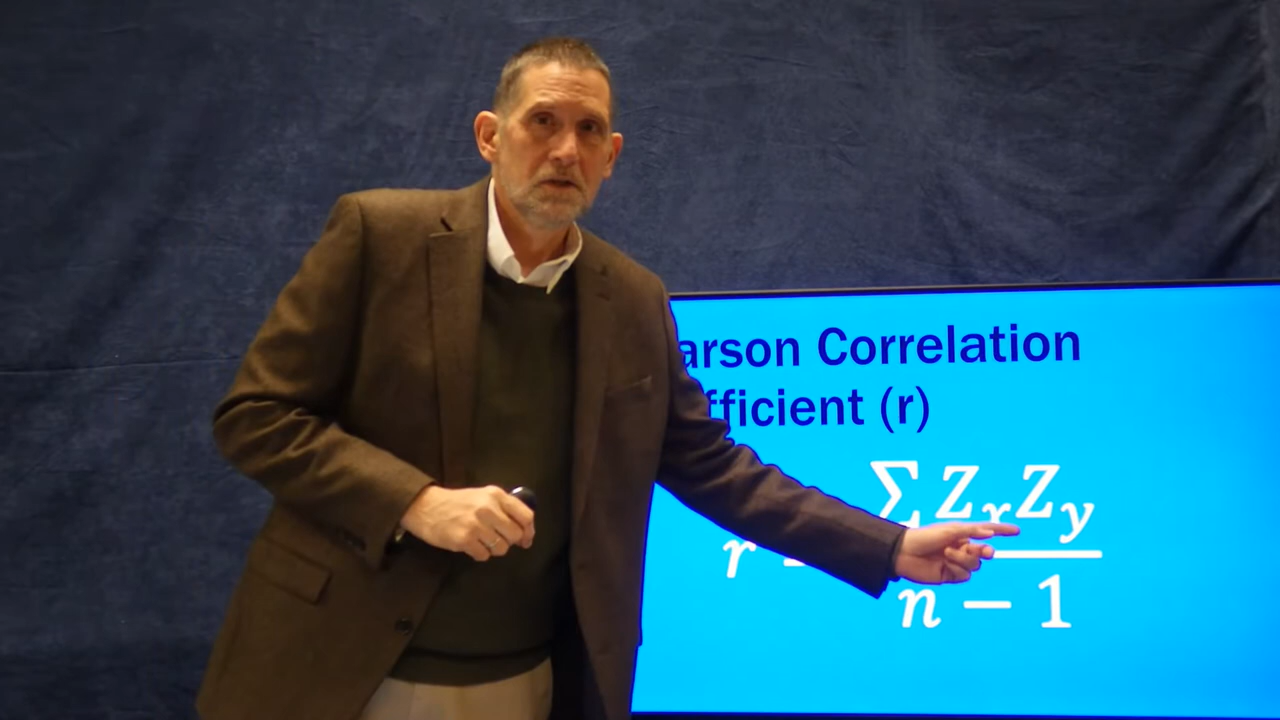 arson Correlation
fficient (r)
∑ZxZy
r =
n − 1